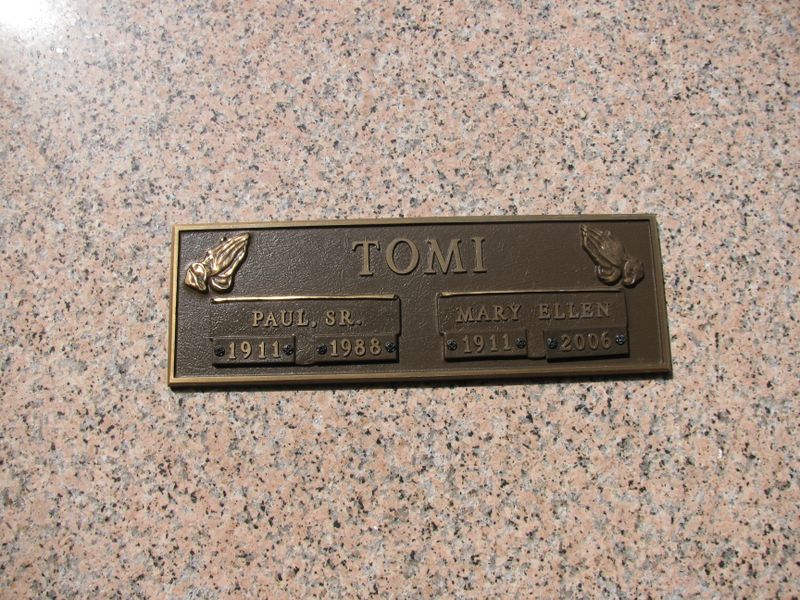 TOMI
PAUL, SR.
1911 1988
MARY ELLEN
1911 2006